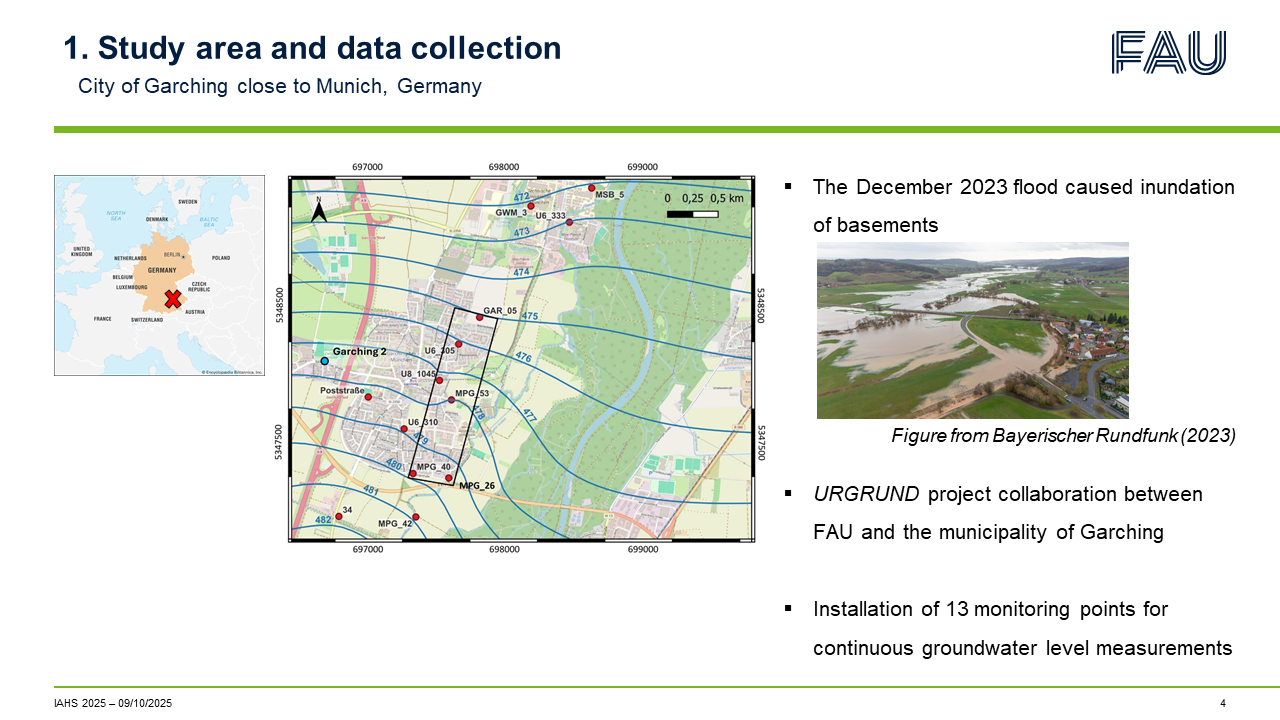 1. Study area and data collection
City of Garching close to Munich, Germany
FAU
NORTH SEA
SWEDEN
DENMARK
BALTIC SEA
UNITED KINGDOM
NETHERLANDS
BERLIN
POLAND
BELGIUM
GERMANY
LUXEMBOURG
CZECH REPUBLIC
FRANCE
SWITZERLAND
AUSTRIA
© Encyclopædia Britannica, Inc.
697000 698000 699000
N
472
MSB_5
0 0,25 0,5 km
GWM_3
U6_333
473
474
5348500
5348500
GAR_05
475
Garching 2
U6_305
476
U8_1045
Poststraße
MPG_53
478
477
U6_310
479
5347500
5347500
480
MPG_40
481
MPG_26
482
34
MPG_42
697000 698000 699000
▪ The December 2023 flood caused inundation
of basements
Figure from Bayerischer Rundfunk (2023)
▪ URGRUND project collaboration between
FAU and the municipality of Garching
▪ Installation of 13 monitoring points for
continuous groundwater level measurements
IAHS 2025 – 09/10/2025
4